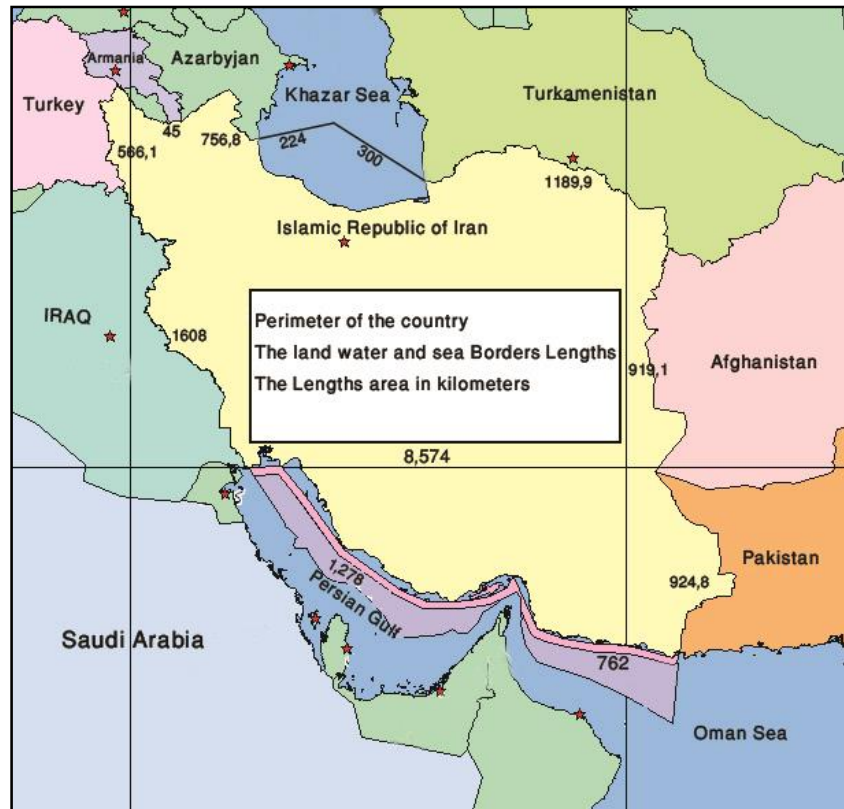 Armania
Azarbyjan
Turkey
Khazar Sea
Turkamenistan
45
756,8
224
566,1
300
1189,9
Islamic Republic of Iran
IRAQ
1608
Perimeter of the country
The land water and sea Borders Lengths
The Lengths area in kilometers
919,1
Afghanistan
8,574
1,278
Persian Gulf
924,8
Pakistan
Saudi Arabia
762
Oman Sea